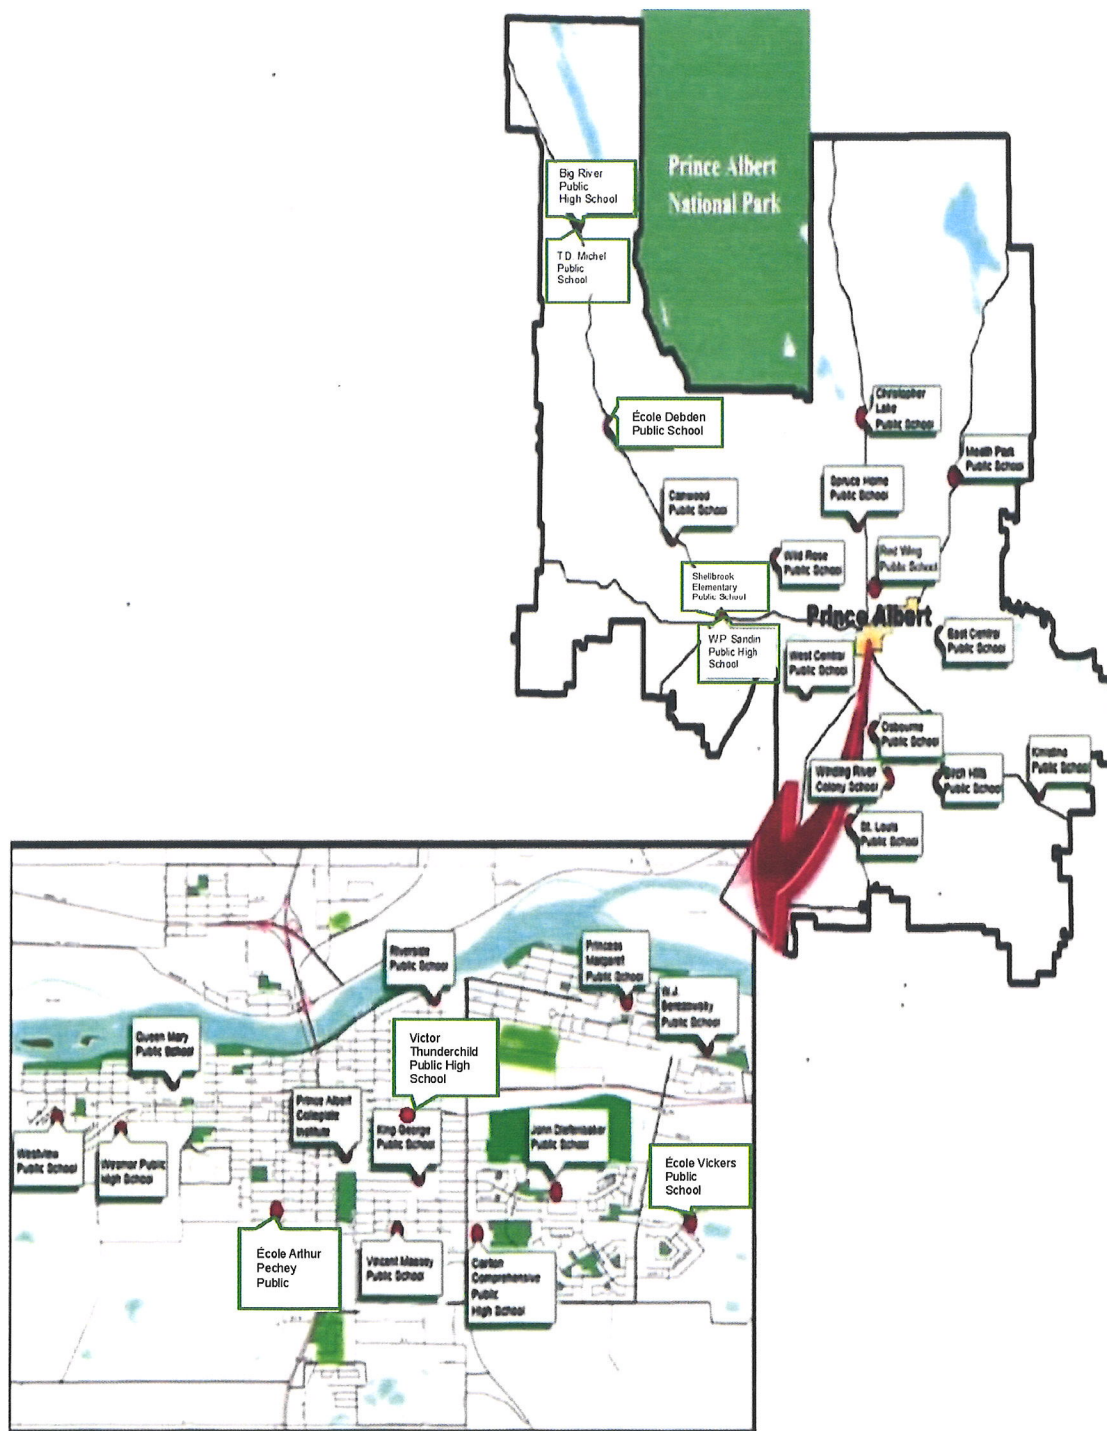 Prince Albert
National Park
Big River
Public
High School
T.D. Michel
Public
School
École Debden
Public School
Christopher
Lake
Public School
Meath Park
Public School
Spruce Home
Public School
Canwood
Public School
Wild Rose
Public School
Red Wing
Public School
Shellbrook
Elementary
Public School
Prince Albert
W.P. Sandin
Public High
School
West Central
Public School
East Central
Public School
Osbourne
Public School
Winding River
Colony School
Birch Hills
Public School
Kinistino
Public School
St. Louis
Public School
Riverside
Public School
Princess
Margaret
Public School
W.J.
Berezowsky
Public School
Queen Mary
Public School
Victor
Thunderchild
Public High
School
Prince Albert
Collegiate
Institute
King George
Public School
John Diefenbaker
Public School
Westview
Public School
Wesmor Public
High School
École Vickers
Public
School
École Arthur
Pechey
Public
Vincent Massey
Public School
Carlton
Comprehensive
Public
High School